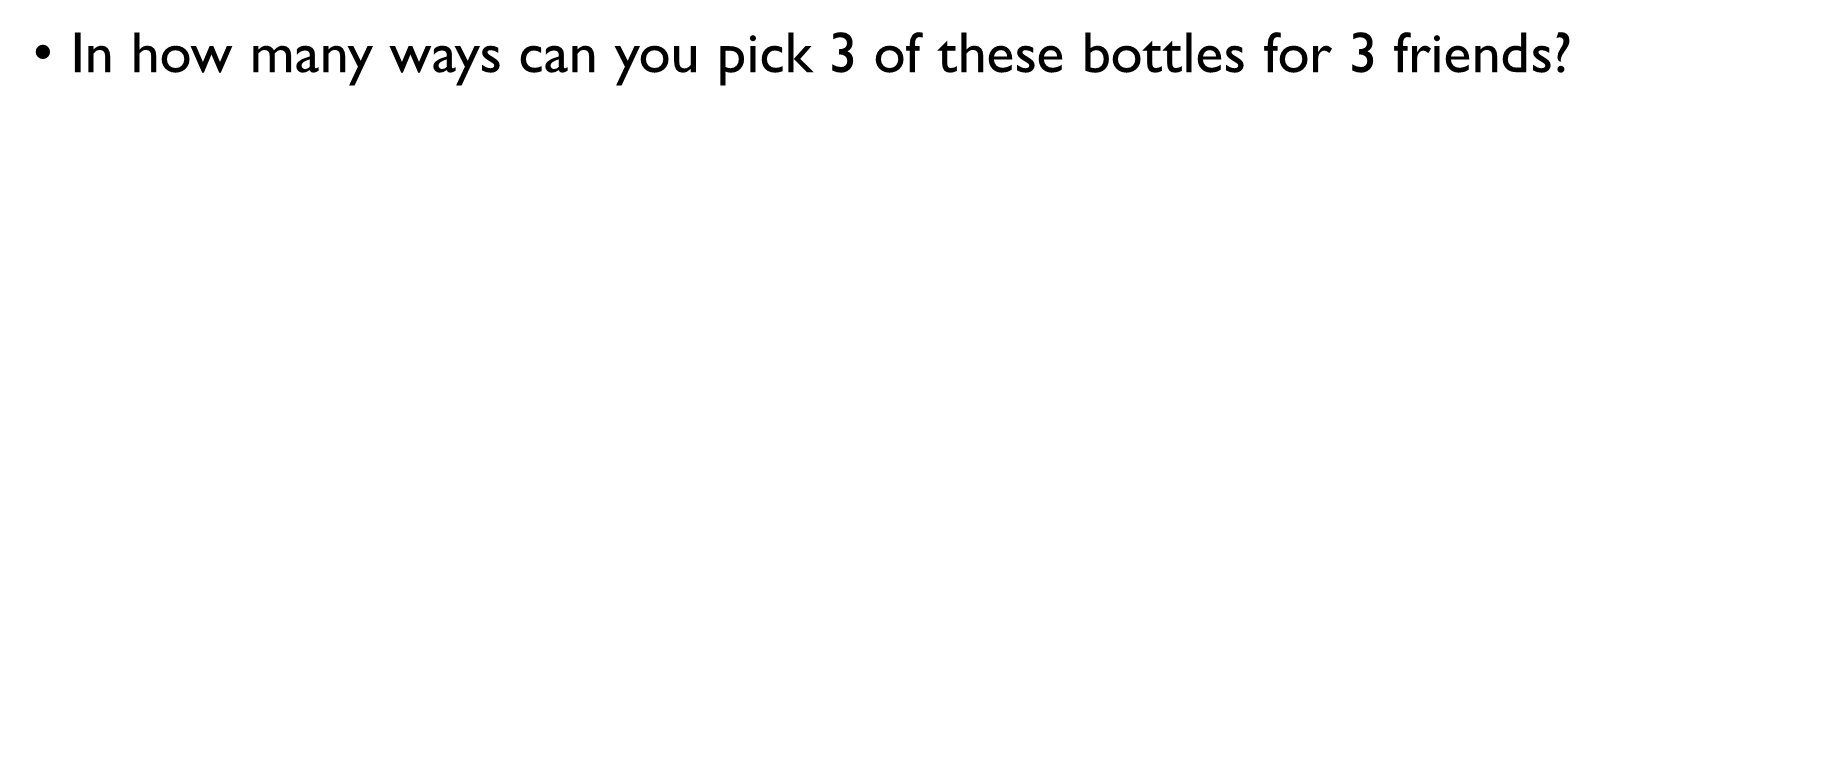 • In how many ways can you pick 3 of these bottles for 3 friends?